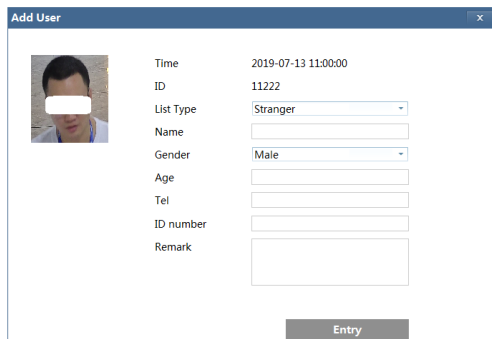 Add User x
Time 2019-07-13 11:00:00
ID 11222
List Type Stranger
Name
Gender Male
Age
Tel
ID number
Remark
Entry